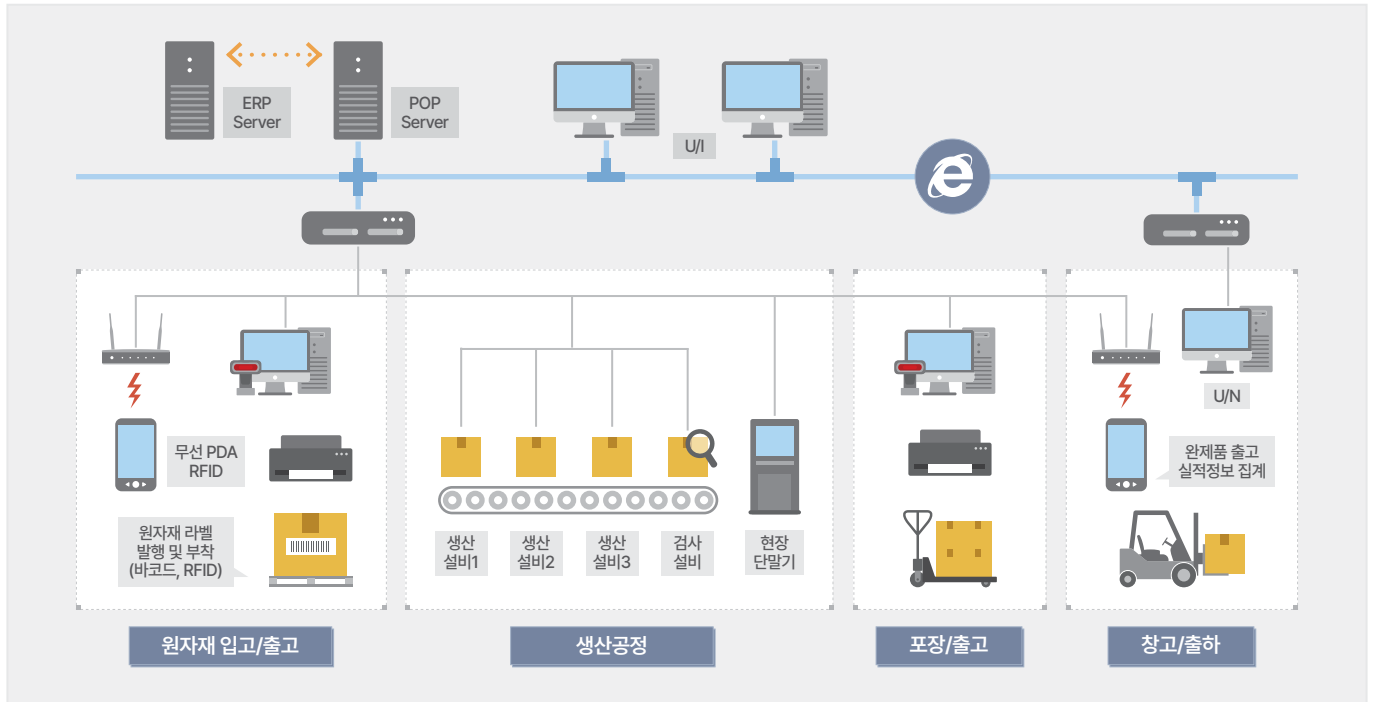 ERP
Server
POP
Server
U/I
무선 PDA
RFID
원자재 라벨
발행 및 부착
(바코드, RFID)
생산
설비1
생산
설비2
생산
설비3
검사
설비
현장
단말기
U/N
완제품 출고
실적정보 집계
원자재 입고/출고
생산공정
포장/출고
창고/출하